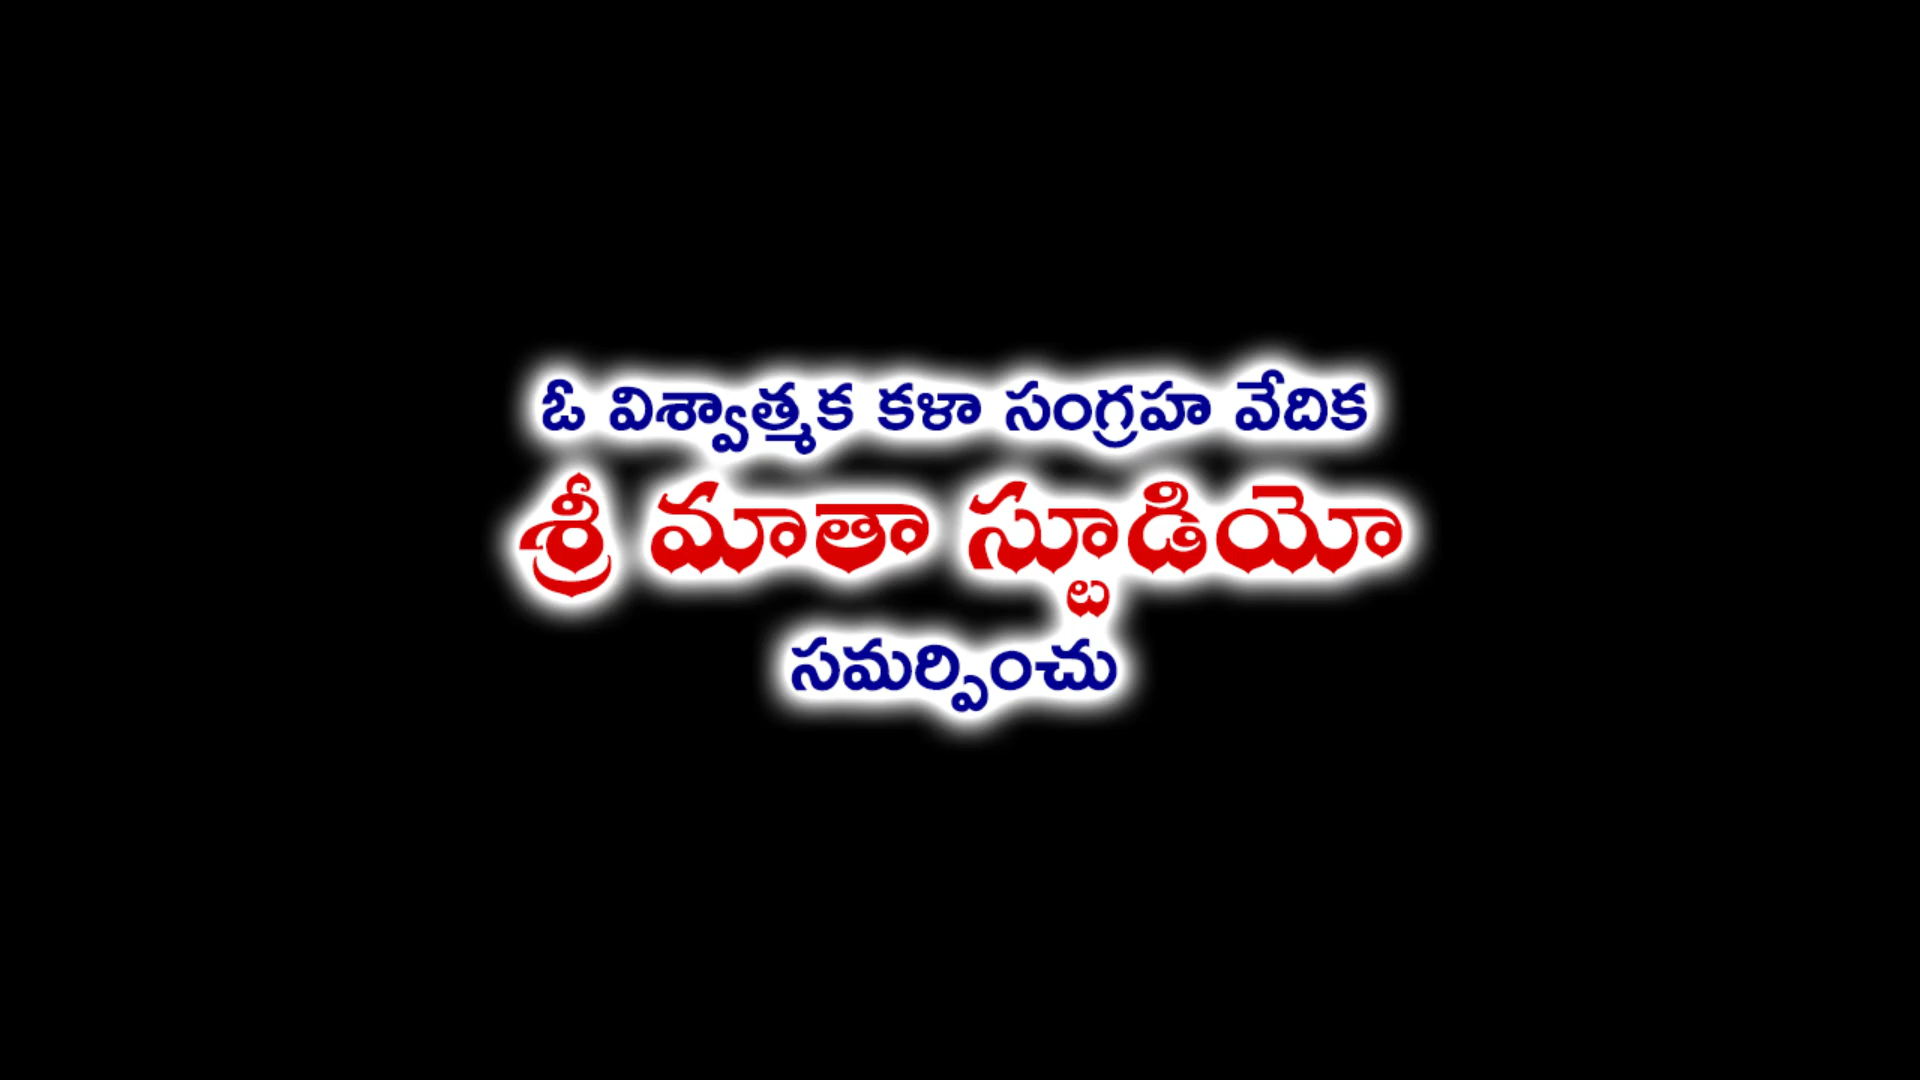 ఓ విశ్వాత్మక కళా సంగ్రహ వేదిక
శ్రీ మాతా స్టూడియో
సమర్పించు